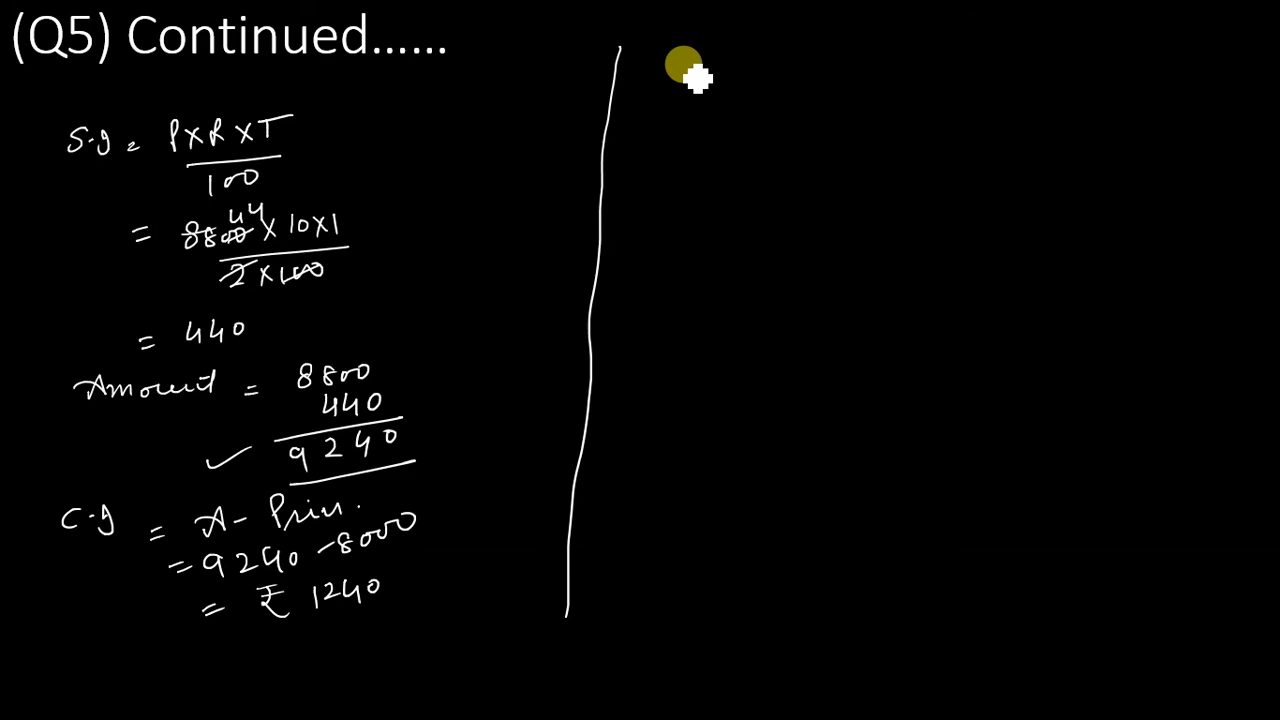 (Q5) Continued......
S.I = P×R×T
100
= 8800 44 × 10×1
2×100
= 440
Amount = 8800
440
9240
C.I = A - Prin.
= 9240 - 8000
= ₹ 1240